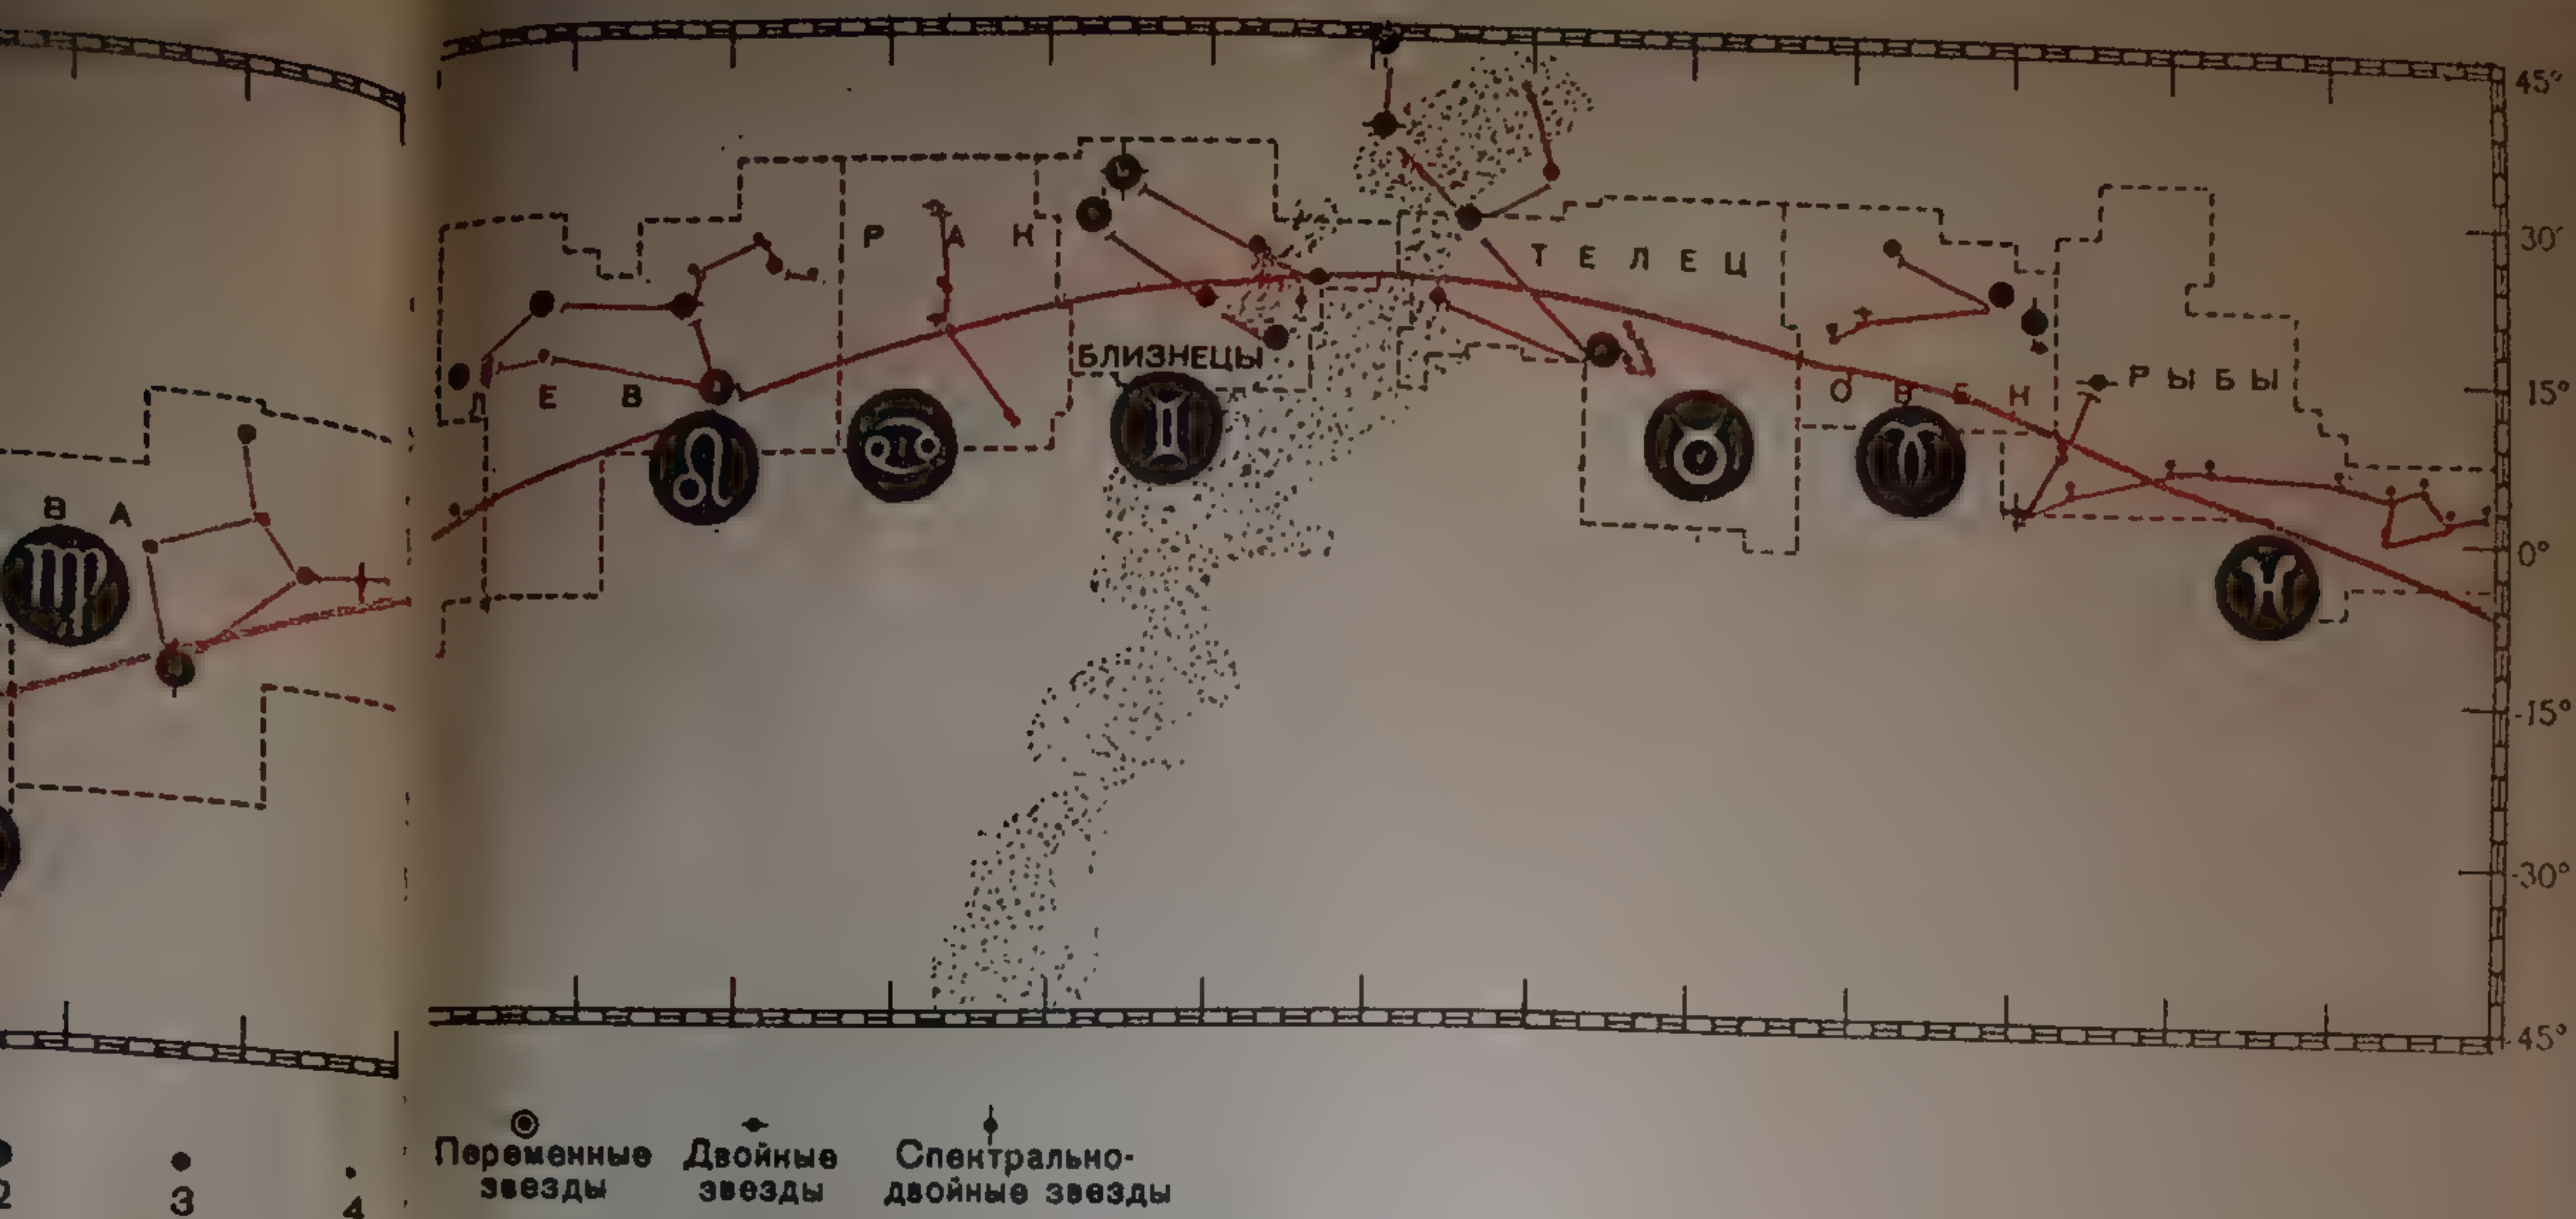 45°
30°
15°
0°
-15°
-30°
45°
В А
Л Е В
Р А К
БЛИЗНЕЦЫ
Т Е Л Е Ц
О В Е Н
Р Ы Б Ы
2
3
4
Переменные
звезды
Двойные
звезды
Спектрально-
двойные звезды